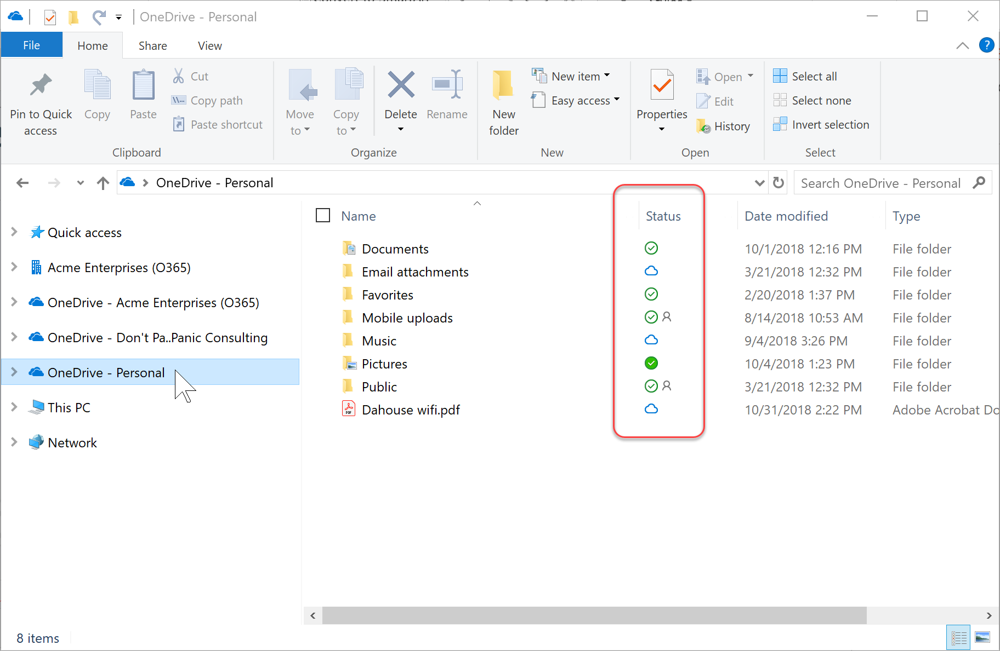 OneDrive - Personal
File
Home
Share
View
?
Pin to Quick access
Copy
Paste
Cut
Copy path
Paste shortcut
Clipboard
Move to
Copy to
Delete
Rename
Organize
New folder
New item
Easy access
New
Properties
Open
Edit
History
Open
Select all
Select none
Invert selection
Select
OneDrive - Personal
Search OneDrive - Personal
Quick access
Acme Enterprises (O365)
OneDrive - Acme Enterprises (O365)
OneDrive - Don't Pa..Panic Consulting
OneDrive - Personal
This PC
Network
Name Status Date modified Type
Documents 10/1/2018 12:16 PM File folder
Email attachments 3/21/2018 12:32 PM File folder
Favorites 2/20/2018 1:37 PM File folder
Mobile uploads 8/14/2018 10:53 AM File folder
Music 9/4/2018 3:26 PM File folder
Pictures 10/4/2018 1:23 PM File folder
Public 3/21/2018 12:32 PM File folder
PDF Dahouse wifi.pdf 10/31/2018 2:22 PM Adobe Acrobat Do
8 items